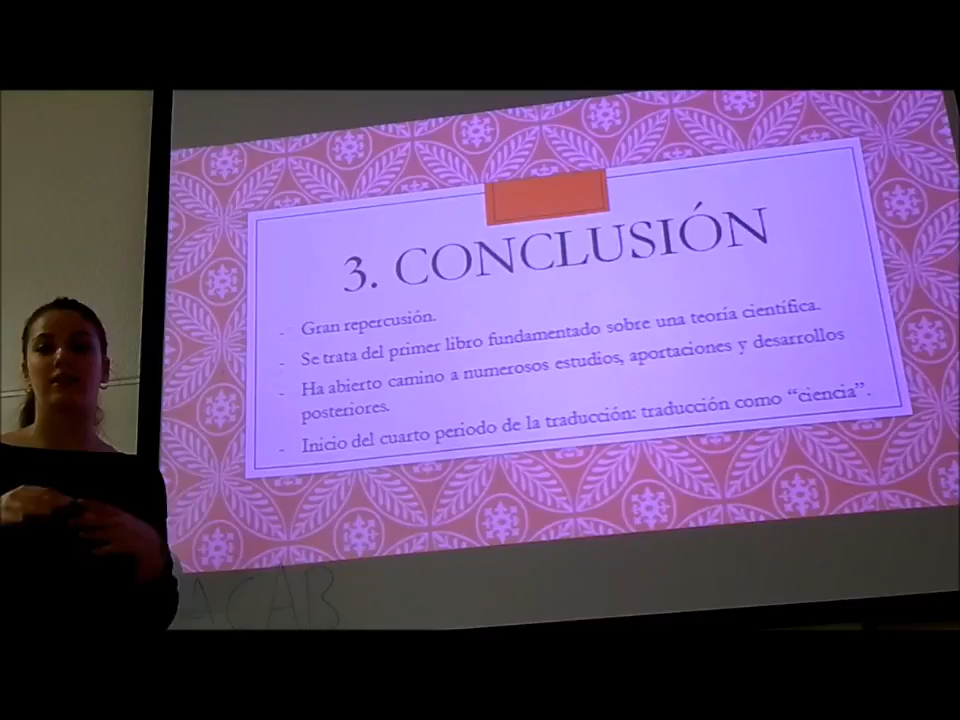 3. CONCLUSIÓN
- Gran repercusión.
- Se trata del primer libro fundamentado sobre una teoría científica.
- Ha abierto camino a numerosos estudios, aportaciones y desarrollos
posteriores.
- Inicio del cuarto periodo de la traducción: traducción como “ciencia”.
ACAB